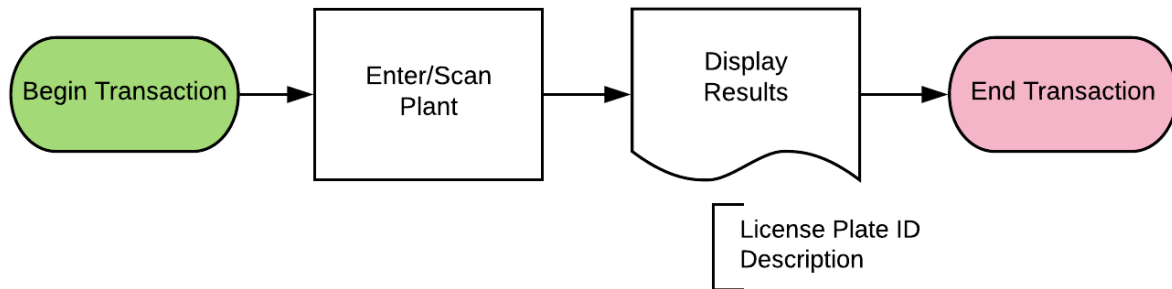 Begin Transaction
Enter/Scan
Plant
Display
Results
End Transaction
License Plate ID
Description